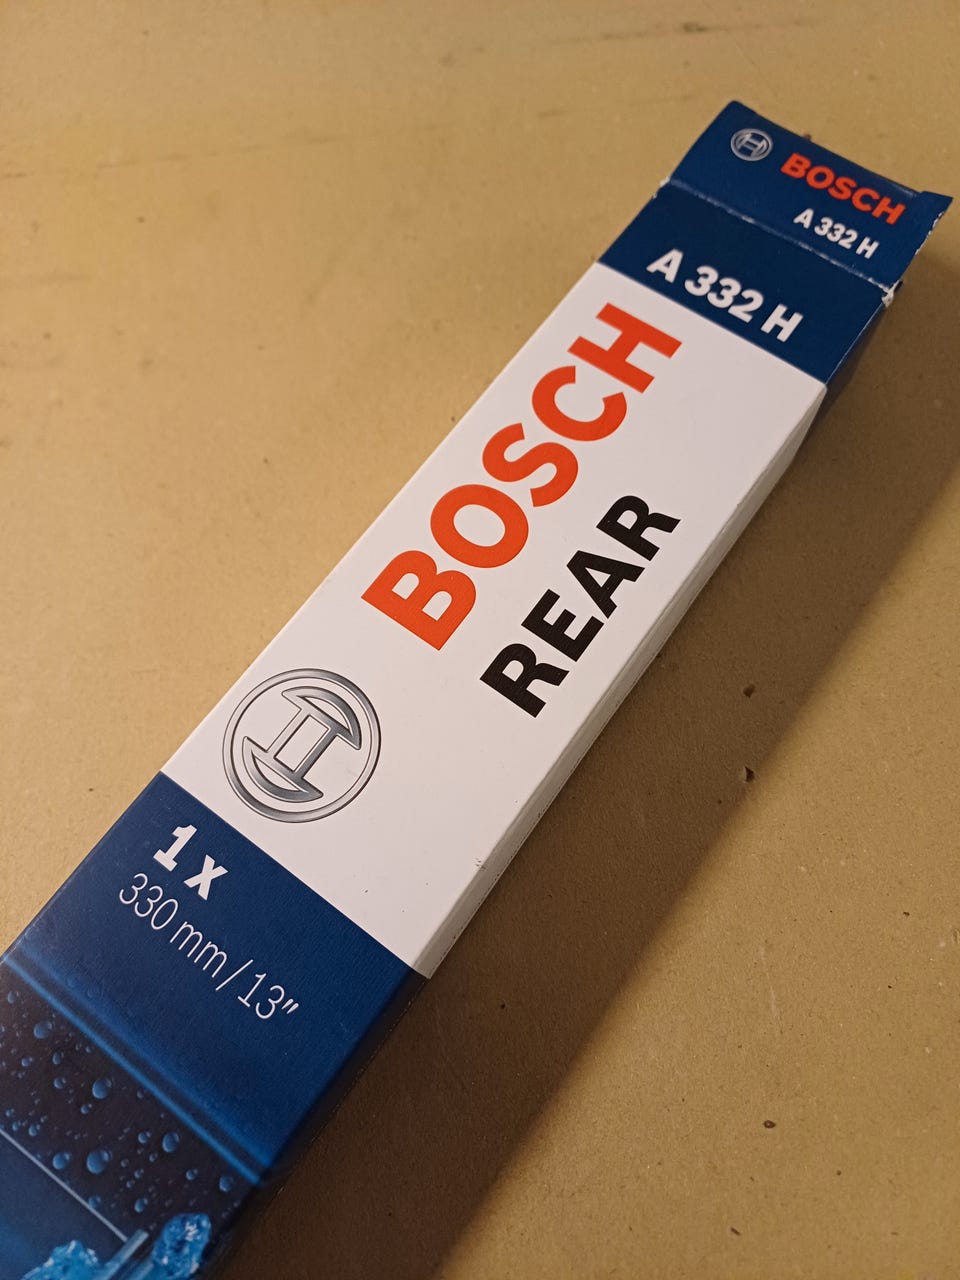 BOSCH
A 332 H
A 332 H
BOSCH
REAR
1 x
330 mm / 13"